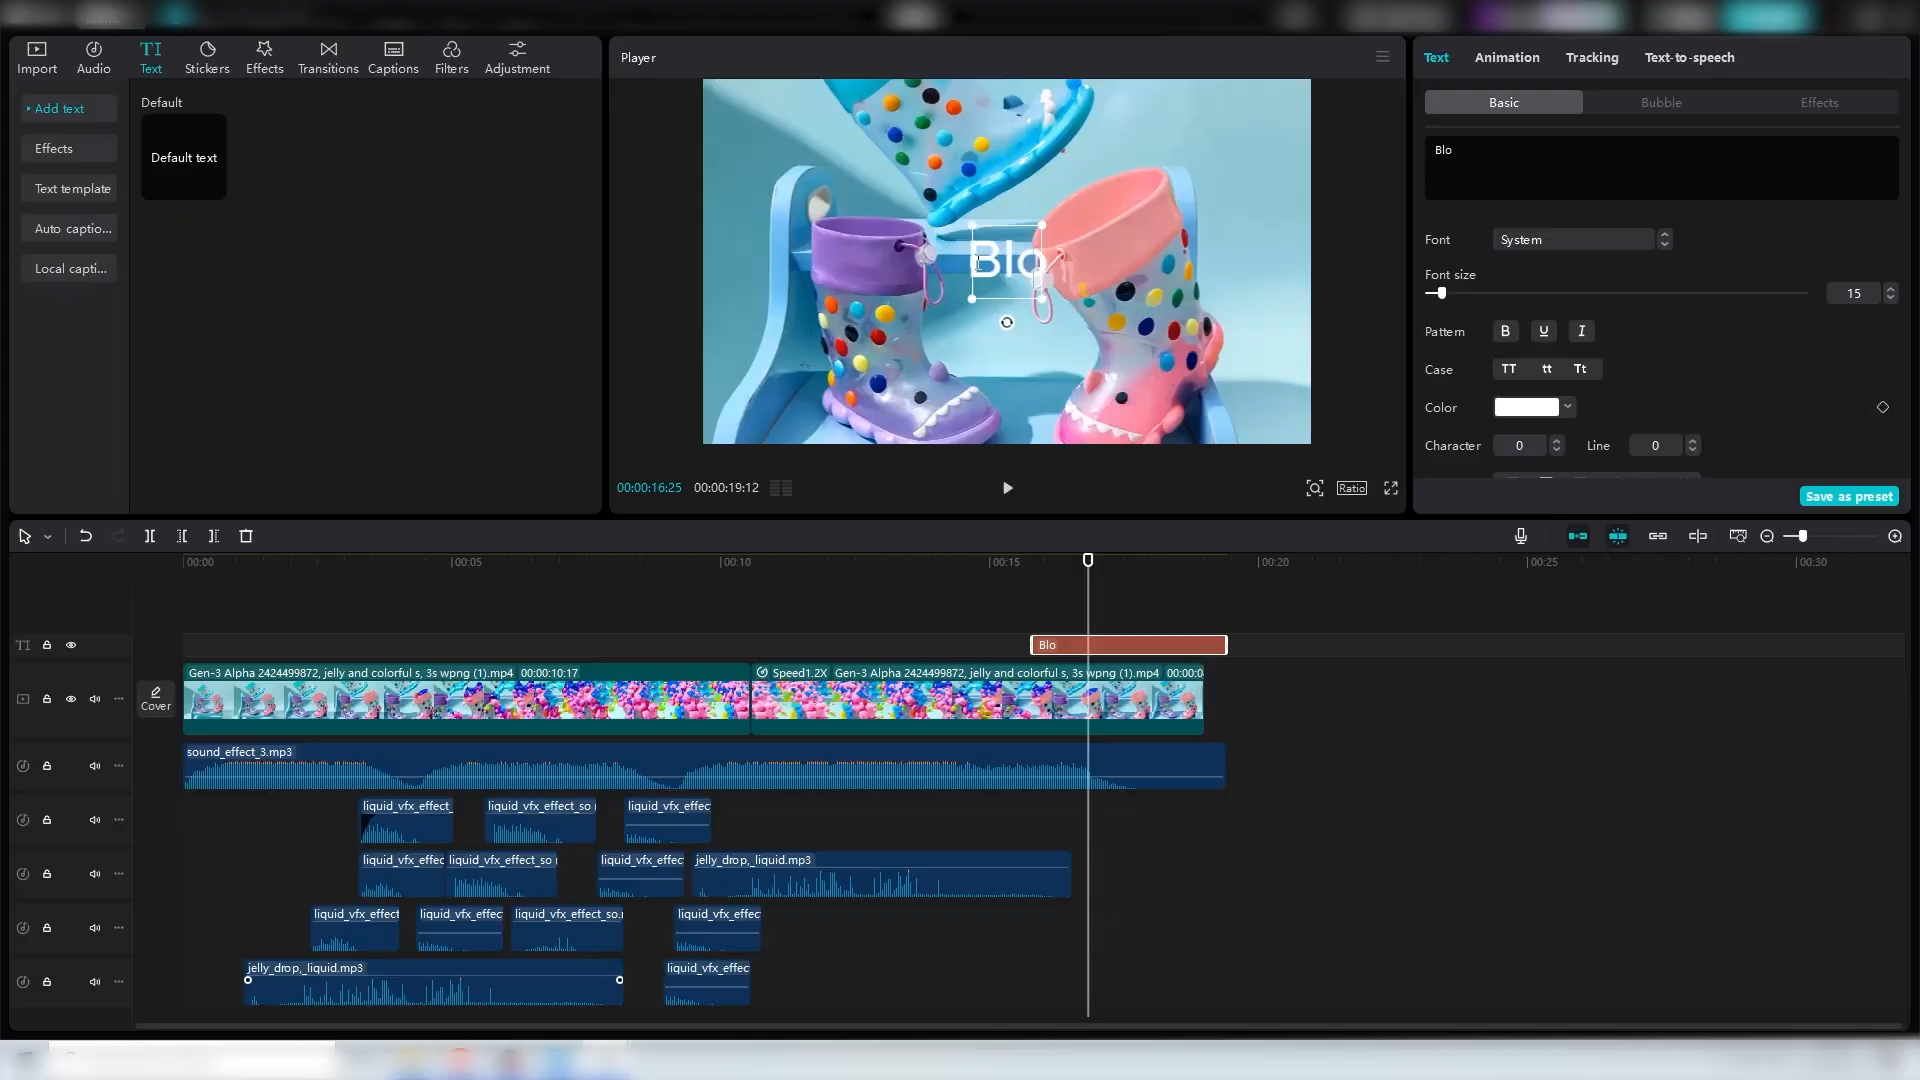 Import
Audio
TI
Text
Stickers
Effects
Transitions
Captions
Filters
Adjustment
Add text
Effects
Text template
Auto captio...
Local capti...
Default
Default text
Player
Blo
00:00:16:25
00:00:19:12
Ratio
Text
Animation
Tracking
Text-to-speech
Basic
Bubble
Effects
Blo
Font
System
Font size
15
Pattern
B
U
I
Case
TT
tt
Tt
Color
Character
0
Line
0
Save as preset
00:00
00:05
00:10
00:15
00:20
00:25
00:30
TI
Blo
Cover
Gen-3 Alpha 2424499872, jelly and colorful s, 3s wpng (1).mp4 00:00:10:17
Speed1.2X Gen-3 Alpha 2424499872, jelly and colorful s, 3s wpng (1).mp4 00:00:0
sound_effect_3.mp3
liquid_vfx_effect_
liquid_vfx_effect_so
liquid_vfx_effec
liquid_vfx_effec
liquid_vfx_effect_so
liquid_vfx_effec
jelly_drop,_liquid.mp3
liquid_vfx_effect
liquid_vfx_effec
liquid_vfx_effect_so.
liquid_vfx_effec
jelly_drop,_liquid.mp3
liquid_vfx_effec